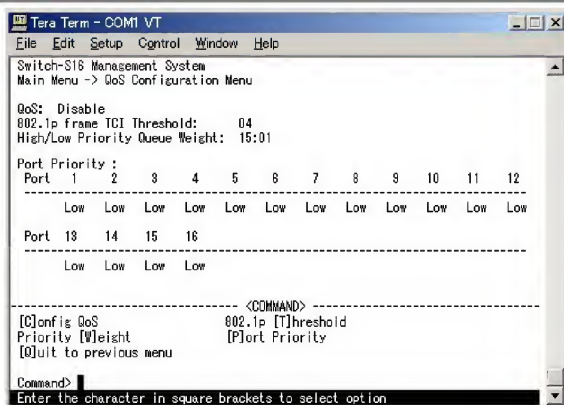 Tera Term - COM1 VT
File Edit Setup Control Window Help
Switch-S16 Management System
Main Menu -> QoS Configuration Menu
QoS: Disable
802.1p frame TCI Threshold: 04
High/Low Priority Queue Weight: 15:01
Port Priority :
Port 1 2 3 4 5 6 7 8 9 10 11 12
Low Low Low Low Low Low Low Low Low Low Low Low
Port 13 14 15 16
Low Low Low Low
<COMMAND>
[C]onfig QoS 802.1p [T]hreshold
Priority [W]eight [P]ort Priority
[Q]uit to previous menu
Command>
Enter the character in square brackets to select option